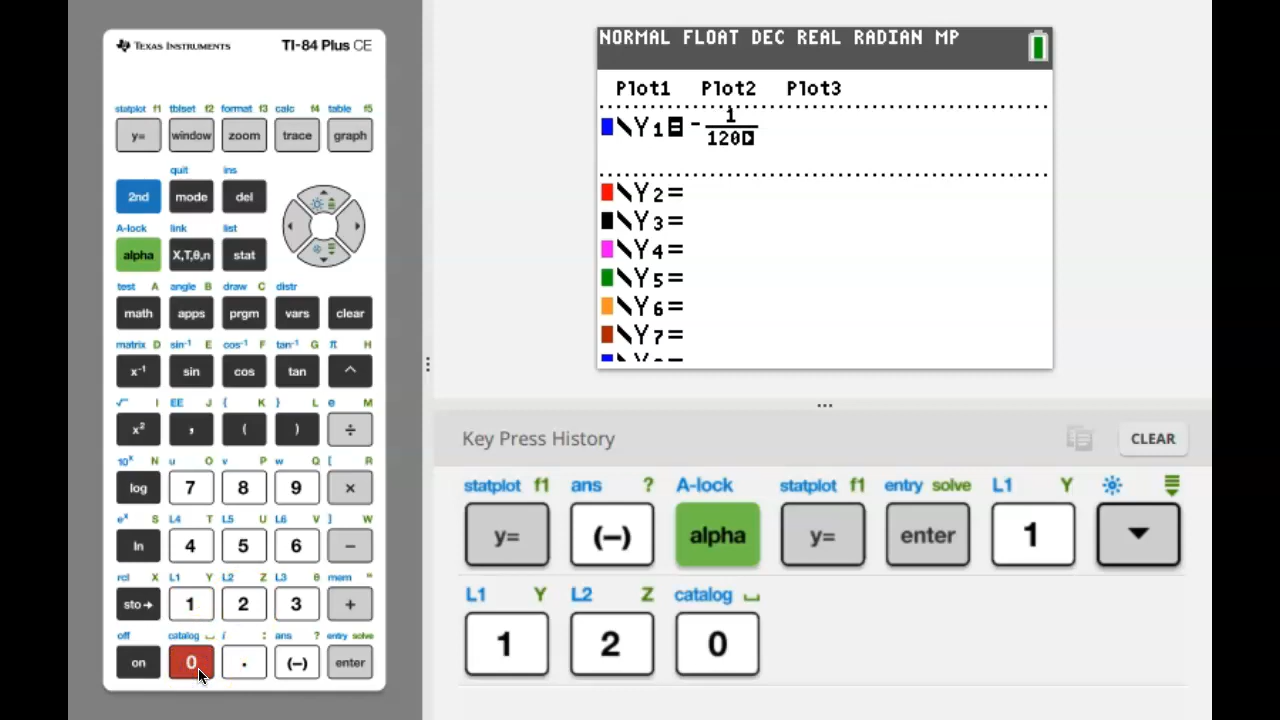 TEXAS INSTRUMENTS TI-84 Plus CE
statplot f1 tblset f2 format f3 calc f4 table f5
y= window zoom trace graph
quit ins
2nd mode del
A-lock link list
alpha X,T,θ,n stat
test A angle B draw C distr
math apps prgm vars clear
matrix D sin⁻¹ E cos⁻¹ F tan⁻¹ G π H
x⁻¹ sin cos tan ^
√ I EE J { K } L e M
x² , ( ) ÷
10ˣ N u O v P w Q [ R
log 7 8 9 ×
eˣ S L4 T L5 U L6 V ] W
ln 4 5 6 −
rcl X L1 Y L2 Z L3 θ mem "
sto→ 1 2 3 +
off catalog ⎵ i : ans ? entry solve
on 0 . (−) enter
NORMAL FLOAT DEC REAL RADIAN MP
Plot1 Plot2 Plot3
1
\Y1= -
120
\Y2=
\Y3=
\Y4=
\Y5=
\Y6=
\Y7=
Key Press History CLEAR
statplot f1 ans ? A-lock statplot f1 entry solve L1 Y
y= (−) alpha y= enter 1
L1 Y L2 Z catalog ⎵
1 2 0